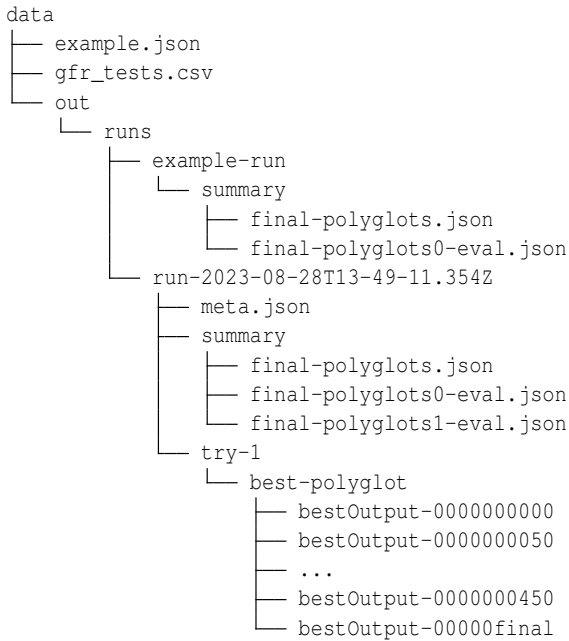 data
├── example.json
├── gfr_tests.csv
└── out
    └── runs
        ├── example-run
        │   └── summary
        │       ├── final-polyglots.json
        │       └── final-polyglots0-eval.json
        └── run-2023-08-28T13-49-11.354Z
            ├── meta.json
            ├── summary
            │   ├── final-polyglots.json
            │   ├── final-polyglots0-eval.json
            │   └── final-polyglots1-eval.json
            └── try-1
                └── best-polyglot
                    ├── bestOutput-0000000000
                    ├── bestOutput-0000000050
                    ├── ...
                    ├── bestOutput-0000000450
                    └── bestOutput-00000final